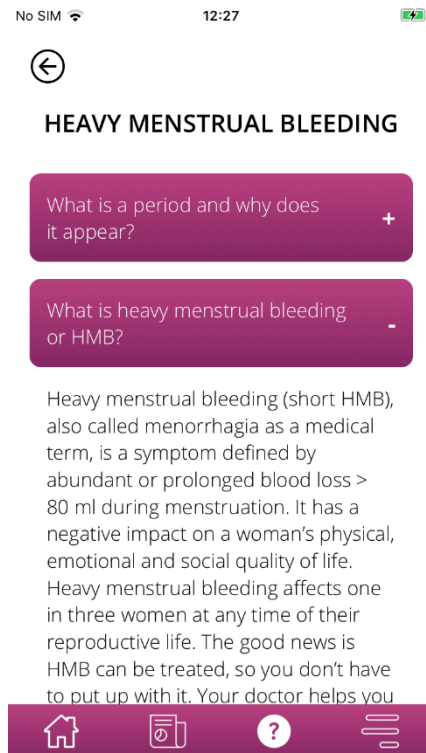 No SIM 12:27
HEAVY MENSTRUAL BLEEDING
What is a period and why does
it appear?
+
What is heavy menstrual bleeding
or HMB?
-
Heavy menstrual bleeding (short HMB),
also called menorrhagia as a medical
term, is a symptom defined by
abundant or prolonged blood loss >
80 ml during menstruation. It has a
negative impact on a woman’s physical,
emotional and social quality of life.
Heavy menstrual bleeding affects one
in three women at any time of their
reproductive life. The good news is
HMB can be treated, so you don’t have
to put up with it. Your doctor helps you
?